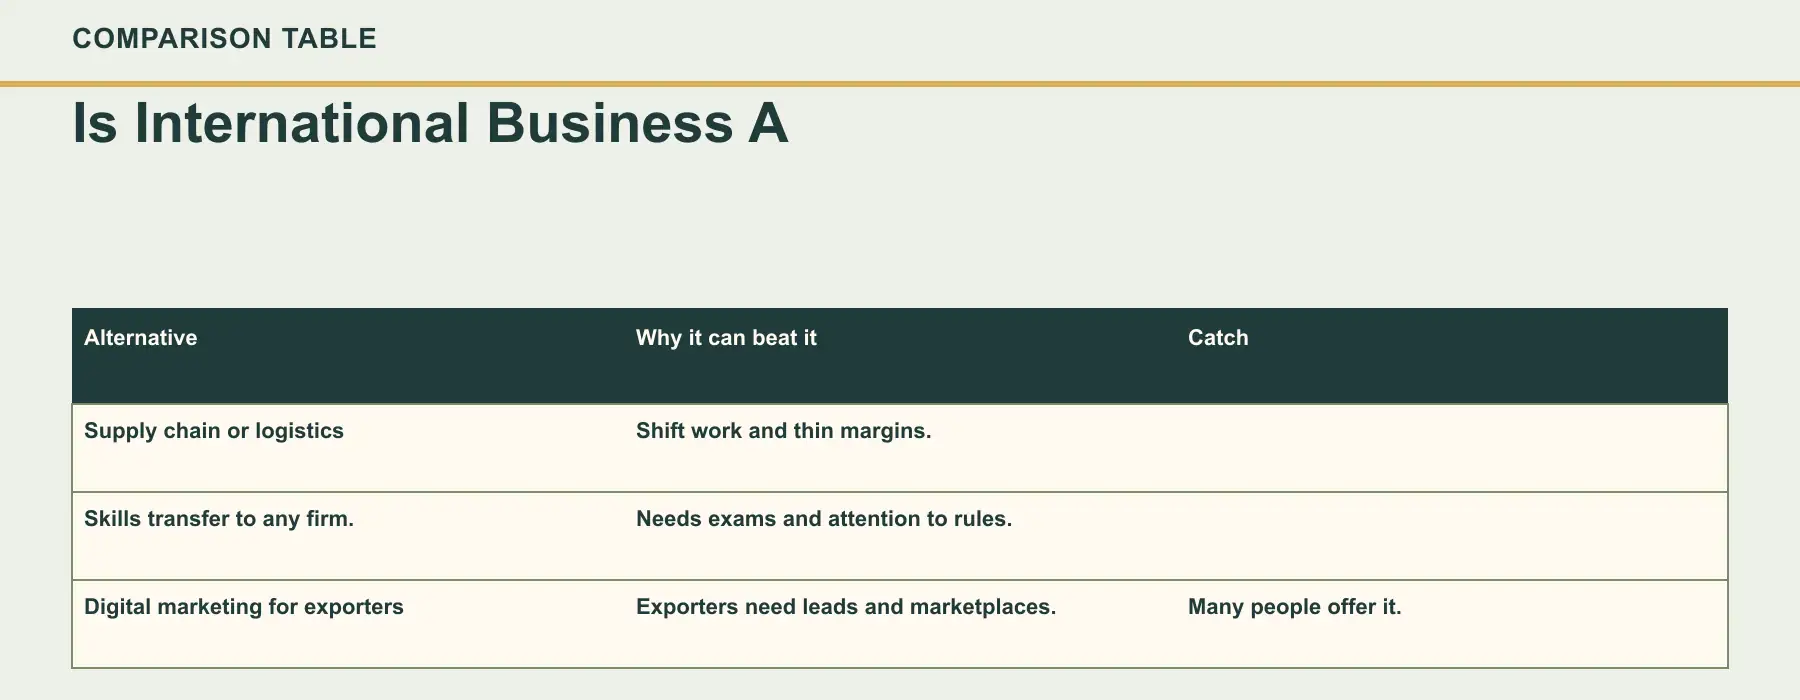 COMPARISON TABLE
Is International Business A
Alternative Why it can beat it Catch
Supply chain or logistics Shift work and thin margins.
Skills transfer to any firm. Needs exams and attention to rules.
Digital marketing for exporters Exporters need leads and marketplaces. Many people offer it.